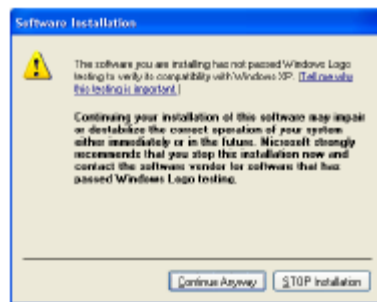 Software Installation
The software you are installing has not passed Windows Logo
testing to verify its compatibility with Windows XP. (Tell me why
this testing is important.)
Continuing your installation of this software may impair
or destabilize the correct operation of your system
either immediately or in the future. Microsoft strongly
recommends that you stop this installation now and
contact the software vendor for software that has
passed Windows Logo testing.
Continue Anyway
STOP Installation